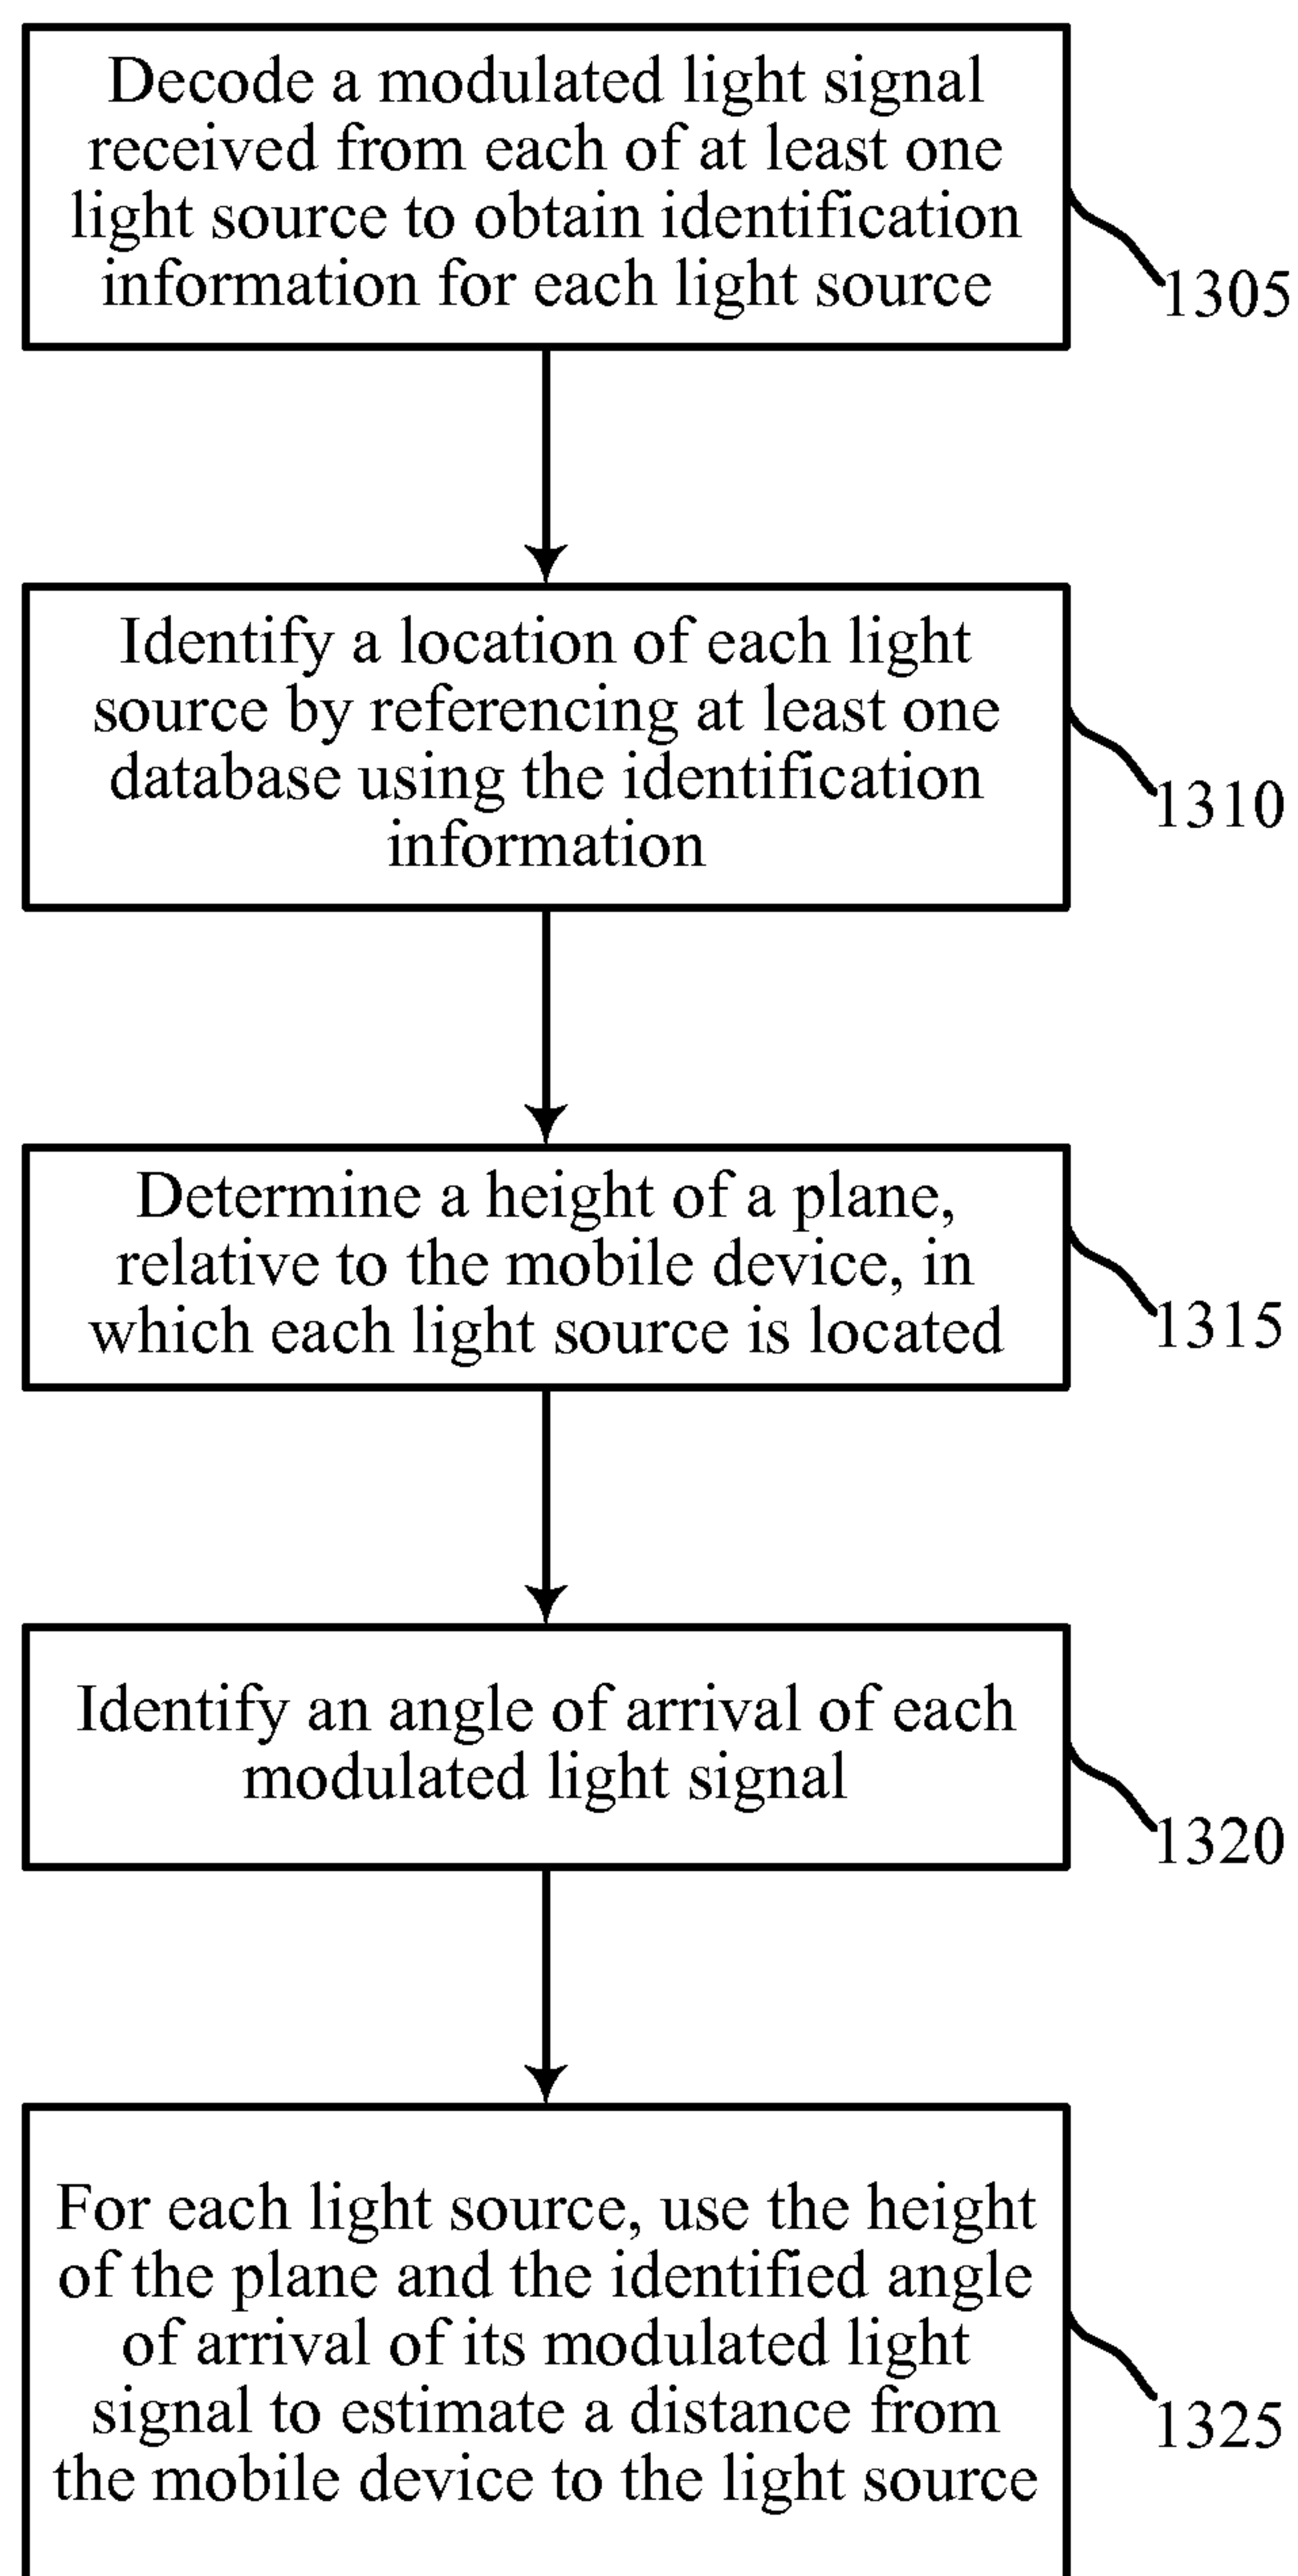 Decode a modulated light signal
received from each of at least one
light source to obtain identification
information for each light source
1305
Identify a location of each light
source by referencing at least one
database using the identification
information
1310
Determine a height of a plane,
relative to the mobile device, in
which each light source is located
1315
Identify an angle of arrival of each
modulated light signal
1320
For each light source, use the height
of the plane and the identified angle
of arrival of its modulated light
signal to estimate a distance from
the mobile device to the light source
1325